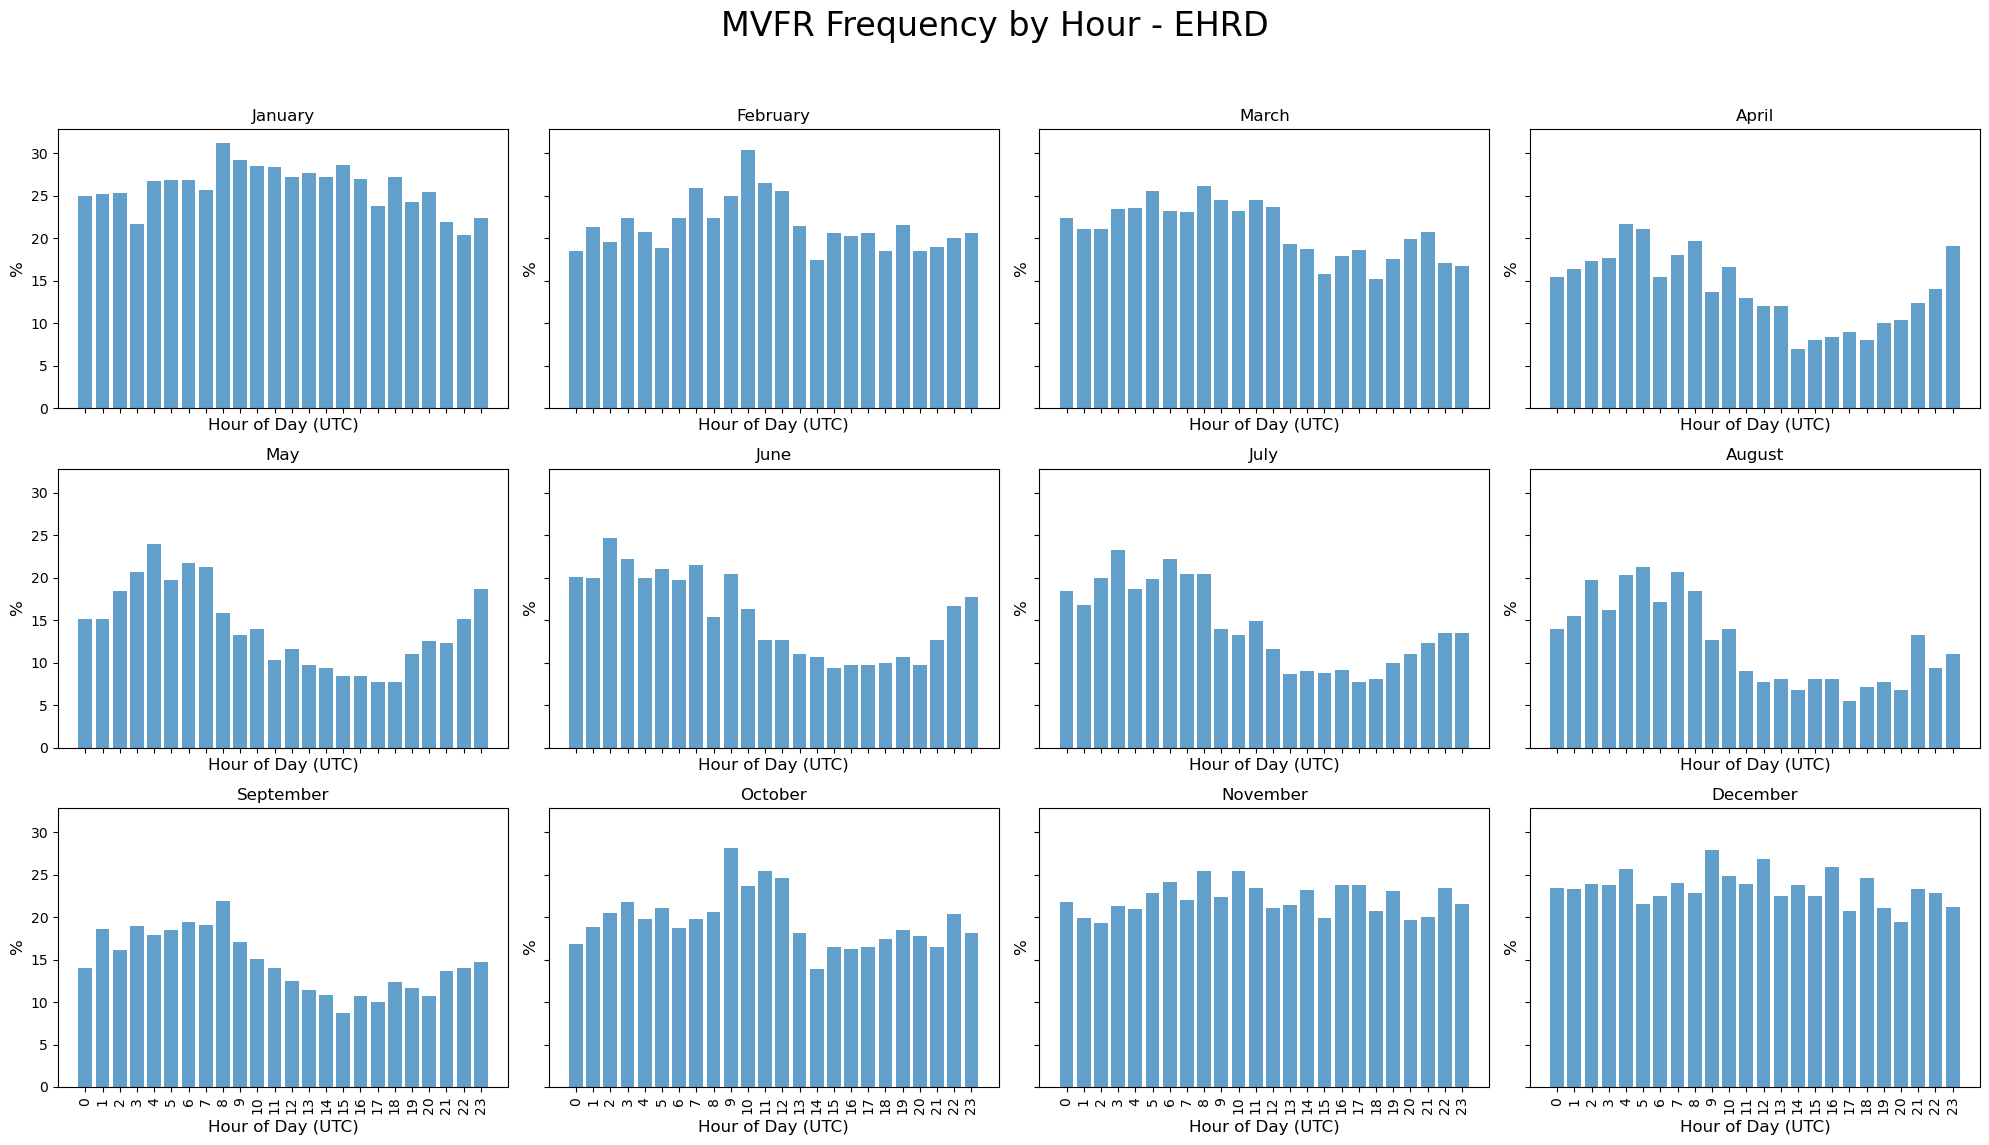 MVFR Frequency by Hour - EHRD
January
February
March
April
30
25
20
15
10
5
0
%
%
%
%
Hour of Day (UTC)
Hour of Day (UTC)
Hour of Day (UTC)
Hour of Day (UTC)
May
June
July
August
30
25
20
15
10
5
0
%
%
%
%
Hour of Day (UTC)
Hour of Day (UTC)
Hour of Day (UTC)
Hour of Day (UTC)
September
October
November
December
30
25
20
15
10
5
0
%
%
%
%
0 1 2 3 4 5 6 7 8 9 10 11 12 13 14 15 16 17 18 19 20 21 22 23
0 1 2 3 4 5 6 7 8 9 10 11 12 13 14 15 16 17 18 19 20 21 22 23
0 1 2 3 4 5 6 7 8 9 10 11 12 13 14 15 16 17 18 19 20 21 22 23
0 1 2 3 4 5 6 7 8 9 10 11 12 13 14 15 16 17 18 19 20 21 22 23
Hour of Day (UTC)
Hour of Day (UTC)
Hour of Day (UTC)
Hour of Day (UTC)